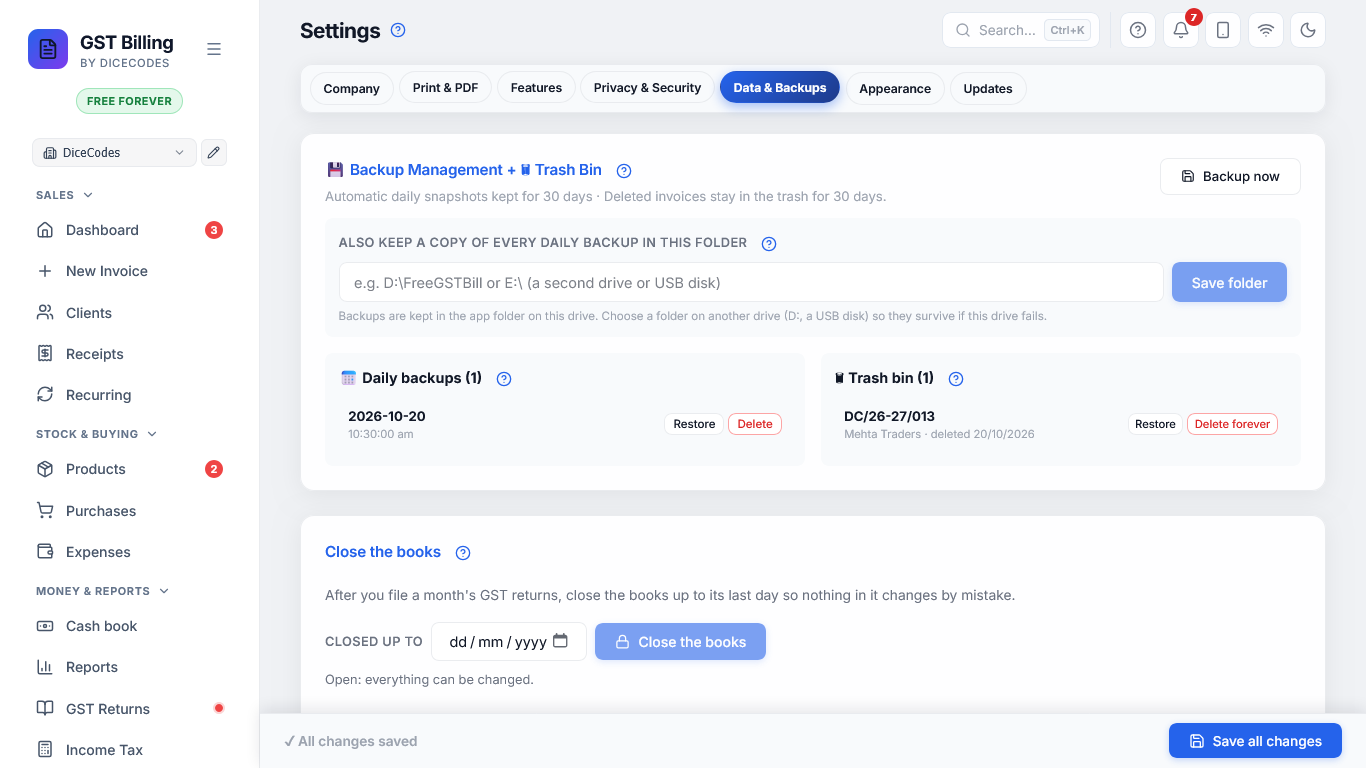 GST Billing
BY DICECODES
FREE FOREVER
DiceCodes
SALES
Dashboard 3
New Invoice
Clients
Receipts
Recurring
STOCK & BUYING
Products 2
Purchases
Expenses
MONEY & REPORTS
Cash book
Reports
GST Returns
Income Tax
Settings
Search... Ctrl+K
7
Company Print & PDF Features Privacy & Security Data & Backups Appearance Updates
Backup Management + Trash Bin
Backup now
Automatic daily snapshots kept for 30 days · Deleted invoices stay in the trash for 30 days.
ALSO KEEP A COPY OF EVERY DAILY BACKUP IN THIS FOLDER
e.g. D:\FreeGSTBill or E:\ (a second drive or USB disk) Save folder
Backups are kept in the app folder on this drive. Choose a folder on another drive (D:, a USB disk) so they survive if this drive fails.
Daily backups (1)
2026-10-20
10:30:00 am
Restore Delete
Trash bin (1)
DC/26-27/013
Mehta Traders · deleted 20/10/2026
Restore Delete forever
Close the books
After you file a month's GST returns, close the books up to its last day so nothing in it changes by mistake.
CLOSED UP TO dd/mm/yyyy Close the books
Open: everything can be changed.
✓ All changes saved
Save all changes